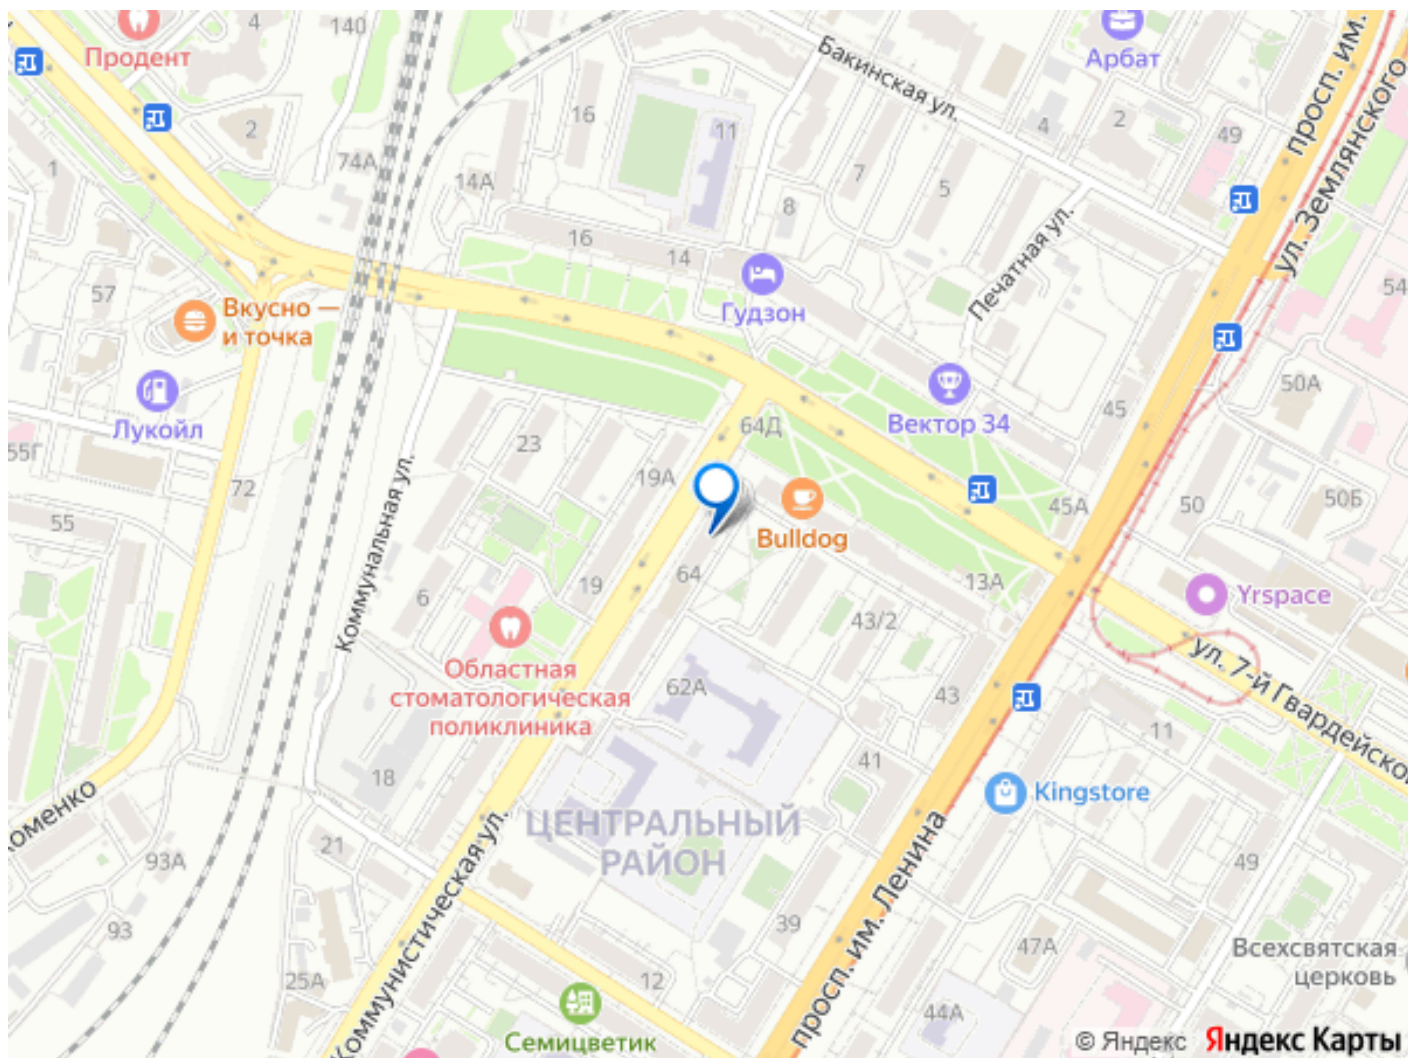 4
140
Продент
Арбат
просп. им.
Бакинская ул.
16
11
4
2
49
ул. Землянского
2
1
74А
14А
7
5
8
Печатная ул.
16
14
54
57
Гудзон
Вкусно —
и точка
50А
Лукойл
Вектор 34
45
55Г
23
64Д
19А
72
Коммунальная ул.
45А
50
50Б
55
Bulldog
64
13А
6
19
43/2
Yrspace
Областная
стоматологическая
поликлиника
62А
43
ул. 7-й Гвардейской
11
41
18
Kingstore
ЦЕНТРАЛЬНЫЙ
РАЙОН
оменко
21
93А
49
Коммунистическая ул.
просп. им. Ленина
93
39
47А
Всехсвятская
церковь
25А
12
44А
Семицветик
© Яндекс Яндекс Карты